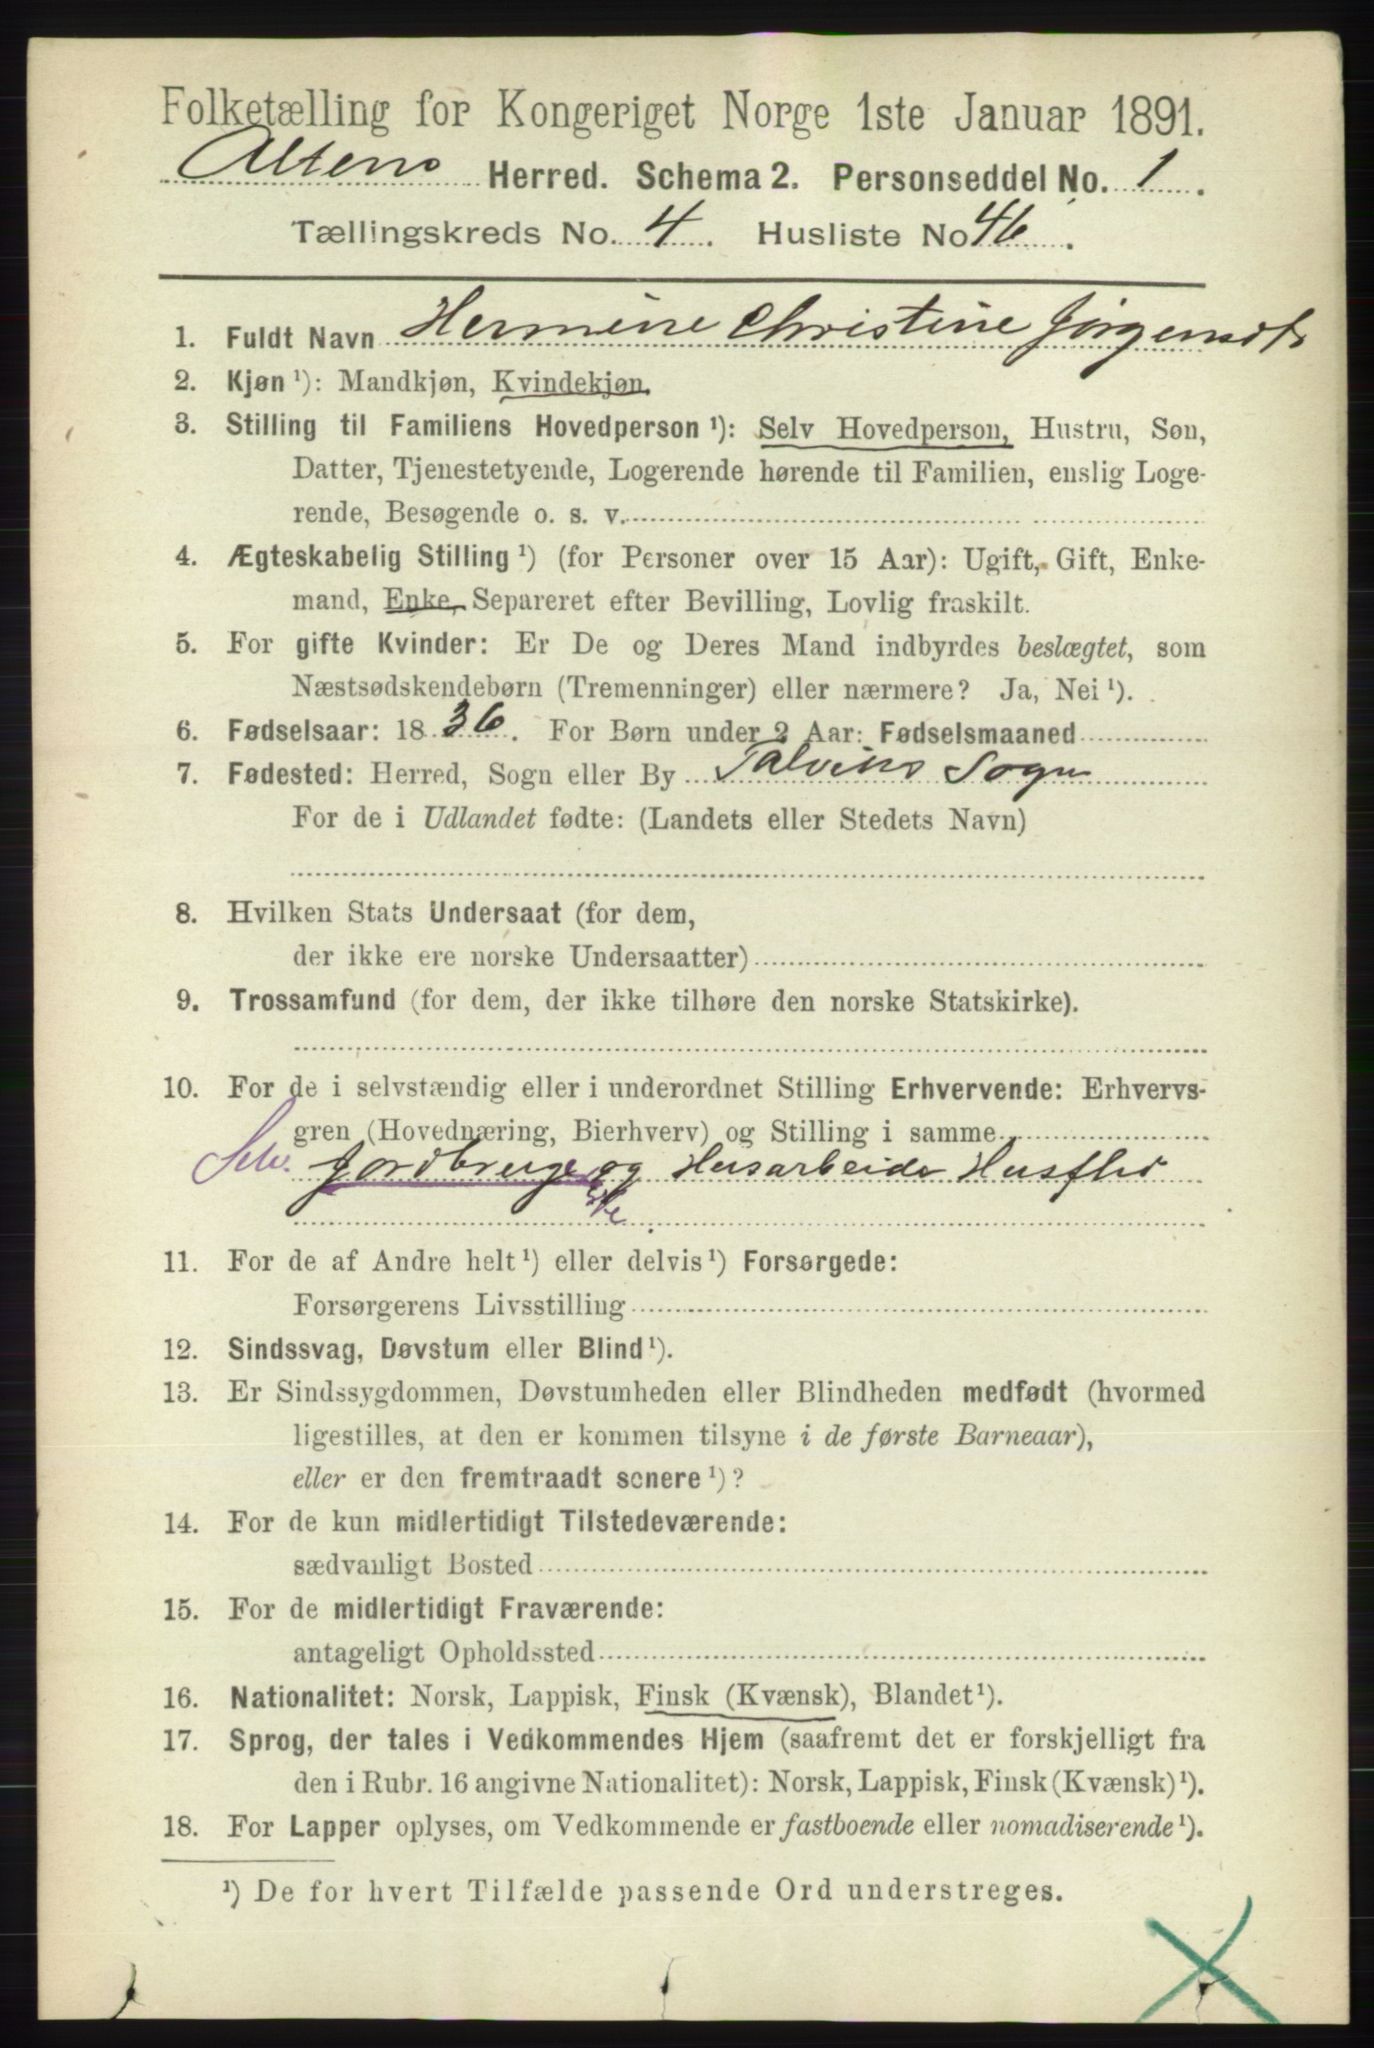 Folketælling for Kongeriget Norge 1ste Januar 1891.
Altens Herred. Schema 2. Personseddel No. 1.
Tællingskreds No. 4. Husliste No 46.
1. Fuldt Navn Hermine Christine Jørgensdt
2. Kjøn ¹): Mandkjøn, Kvindekjøn.
3. Stilling til Familiens Hovedperson ¹): Selv Hovedperson, Hustru, Søn,
Datter, Tjenestetyende, Logerende hørende til Familien, enslig Loge-
rende, Besøgende o. s. v.
4. Ægteskabelig Stilling ¹) (for Personer over 15 Aar): Ugift, Gift, Enke-
mand, Enke, Separeret efter Bevilling, Lovlig fraskilt.
5. For gifte Kvinder: Er De og Deres Mand indbyrdes beslægtet, som
Næstsødskendebørn (Tremenninger) eller nærmere? Ja, Nei ¹).
6. Fødselsaar: 1836. For Børn under 2 Aar: Fødselsmaaned
7. Fødested: Herred, Sogn eller By Talviks Sogn
For de i Udlandet fødte: (Landets eller Stedets Navn)
8. Hvilken Stats Undersaat (for dem,
der ikke ere norske Undersaatter)
9. Trossamfund (for dem, der ikke tilhøre den norske Statskirke).
10. For de i selvstændig eller i underordnet Stilling Erhvervende: Erhvervs-
gren (Hovednæring, Bierhverv) og Stilling i samme
Selv. Jordbruge og Husarbeide Husflid
11. For de af Andre helt ¹) eller delvis ¹) Forsørgede:
Forsørgerens Livsstilling
12. Sindssvag, Døvstum eller Blind ¹).
13. Er Sindssygdommen, Døvstumheden eller Blindheden medfødt (hvormed
ligestilles, at den er kommen tilsyne i de første Barneaar),
eller er den fremtraadt senere ¹)?
14. For de kun midlertidigt Tilstedeværende:
sædvanligt Bosted
15. For de midlertidigt Fraværende:
antageligt Opholdssted
16. Nationalitet: Norsk, Lappisk, Finsk (Kvænsk), Blandet ¹).
17. Sprog, der tales i Vedkommendes Hjem (saafremt det er forskjelligt fra
den i Rubr. 16 angivne Nationalitet): Norsk, Lappisk, Finsk (Kvænsk) ¹).
18. For Lapper oplyses, om Vedkommende er fastboende eller nomadiserende ¹).
¹) De for hvert Tilfælde passende Ord understreges.